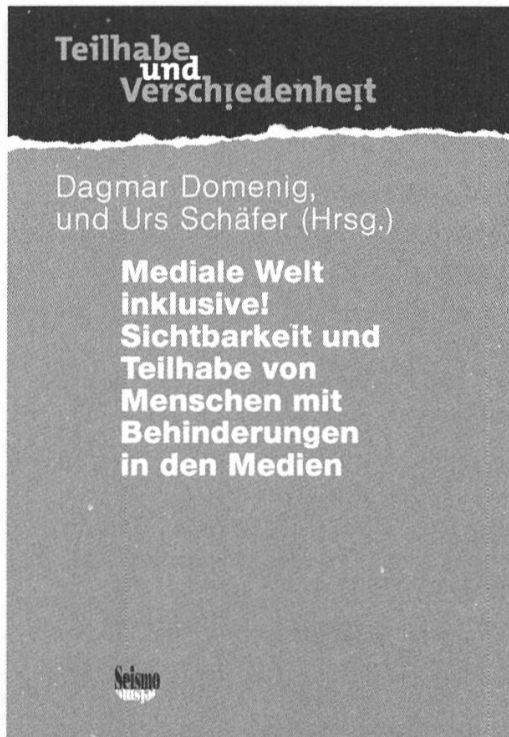 Teilhabe
und
Verschiedenheit
Dagmar Domenig,
und Urs Schäfer (Hrsg.)
Mediale Welt
inklusive!
Sichtbarkeit und
Teilhabe von
Menschen mit
Behinderungen
in den Medien
Seismo